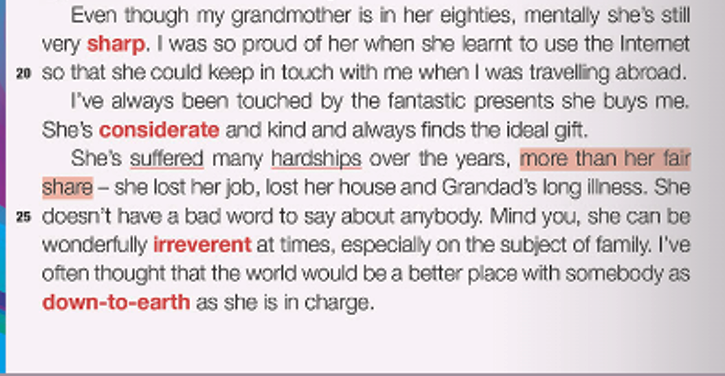 Even though my grandmother is in her eighties, mentally she's still
very sharp. I was so proud of her when she learnt to use the Internet
20 so that she could keep in touch with me when I was travelling abroad.
I've always been touched by the fantastic presents she buys me.
She's considerate and kind and always finds the ideal gift.
She's suffered many hardships over the years, more than her fair
share – she lost her job, lost her house and Grandad's long illness. She
25 doesn't have a bad word to say about anybody. Mind you, she can be
wonderfully irreverent at times, especially on the subject of family. I've
often thought that the world would be a better place with somebody as
down-to-earth as she is in charge.